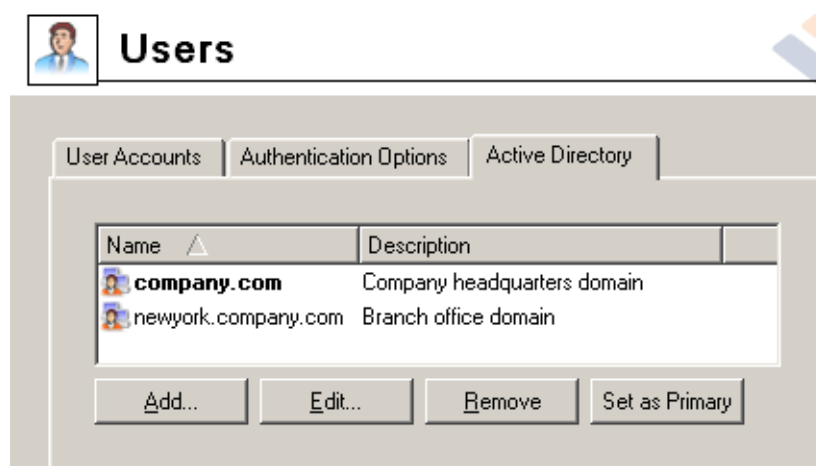 Users
User Accounts Authentication Options Active Directory
Name Description
company.com Company headquarters domain
newyork.company.com Branch office domain
Add... Edit... Remove Set as Primary